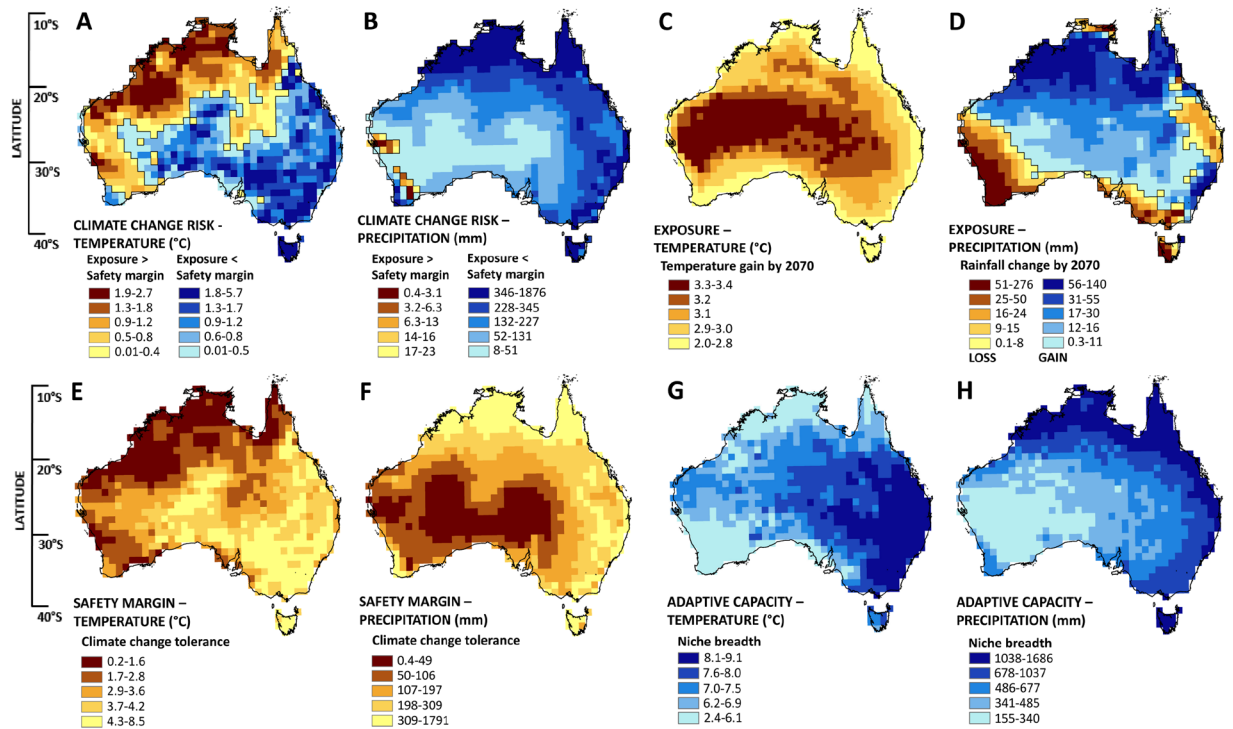 A
B
C
D
10°S
20°S
30°S
40°S
LATITUDE
CLIMATE CHANGE RISK -
TEMPERATURE (°C)
Exposure > Exposure <
Safety margin Safety margin
1.9-2.7 1.8-5.7
1.3-1.8 1.3-1.7
0.9-1.2 0.9-1.2
0.5-0.8 0.6-0.8
0.01-0.4 0.01-0.5
CLIMATE CHANGE RISK –
PRECIPITATION (mm)
Exposure > Exposure <
Safety margin Safety margin
0.4-3.1 346-1876
3.2-6.3 228-345
6.3-13 132-227
14-16 52-131
17-23 8-51
EXPOSURE –
TEMPERATURE (°C)
Temperature gain by 2070
3.3-3.4
3.2
3.1
2.9-3.0
2.0-2.8
EXPOSURE –
PRECIPITATION (mm)
Rainfall change by 2070
51-276 56-140
25-50 31-55
16-24 17-30
9-15 12-16
0.1-8 0.3-11
LOSS GAIN
E
F
G
H
10°S
20°S
30°S
40°S
LATITUDE
SAFETY MARGIN –
TEMPERATURE (°C)
Climate change tolerance
0.2-1.6
1.7-2.8
2.9-3.6
3.7-4.2
4.3-8.5
SAFETY MARGIN –
PRECIPITATION (mm)
Climate change tolerance
0.4-49
50-106
107-197
198-309
309-1791
ADAPTIVE CAPACITY –
TEMPERATURE (°C)
Niche breadth
8.1-9.1
7.6-8.0
7.0-7.5
6.2-6.9
2.4-6.1
ADAPTIVE CAPACITY –
PRECIPITATION (mm)
Niche breadth
1038-1686
678-1037
486-677
341-485
155-340